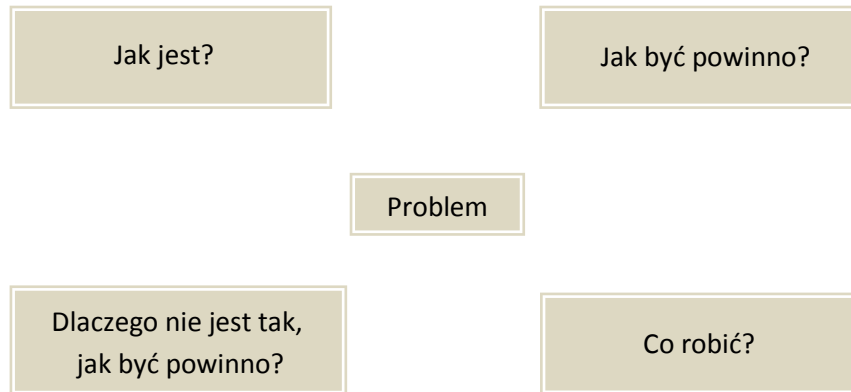 Jak jest?
Jak być powinno?
Problem
Dlaczego nie jest tak,
jak być powinno?
Co robić?